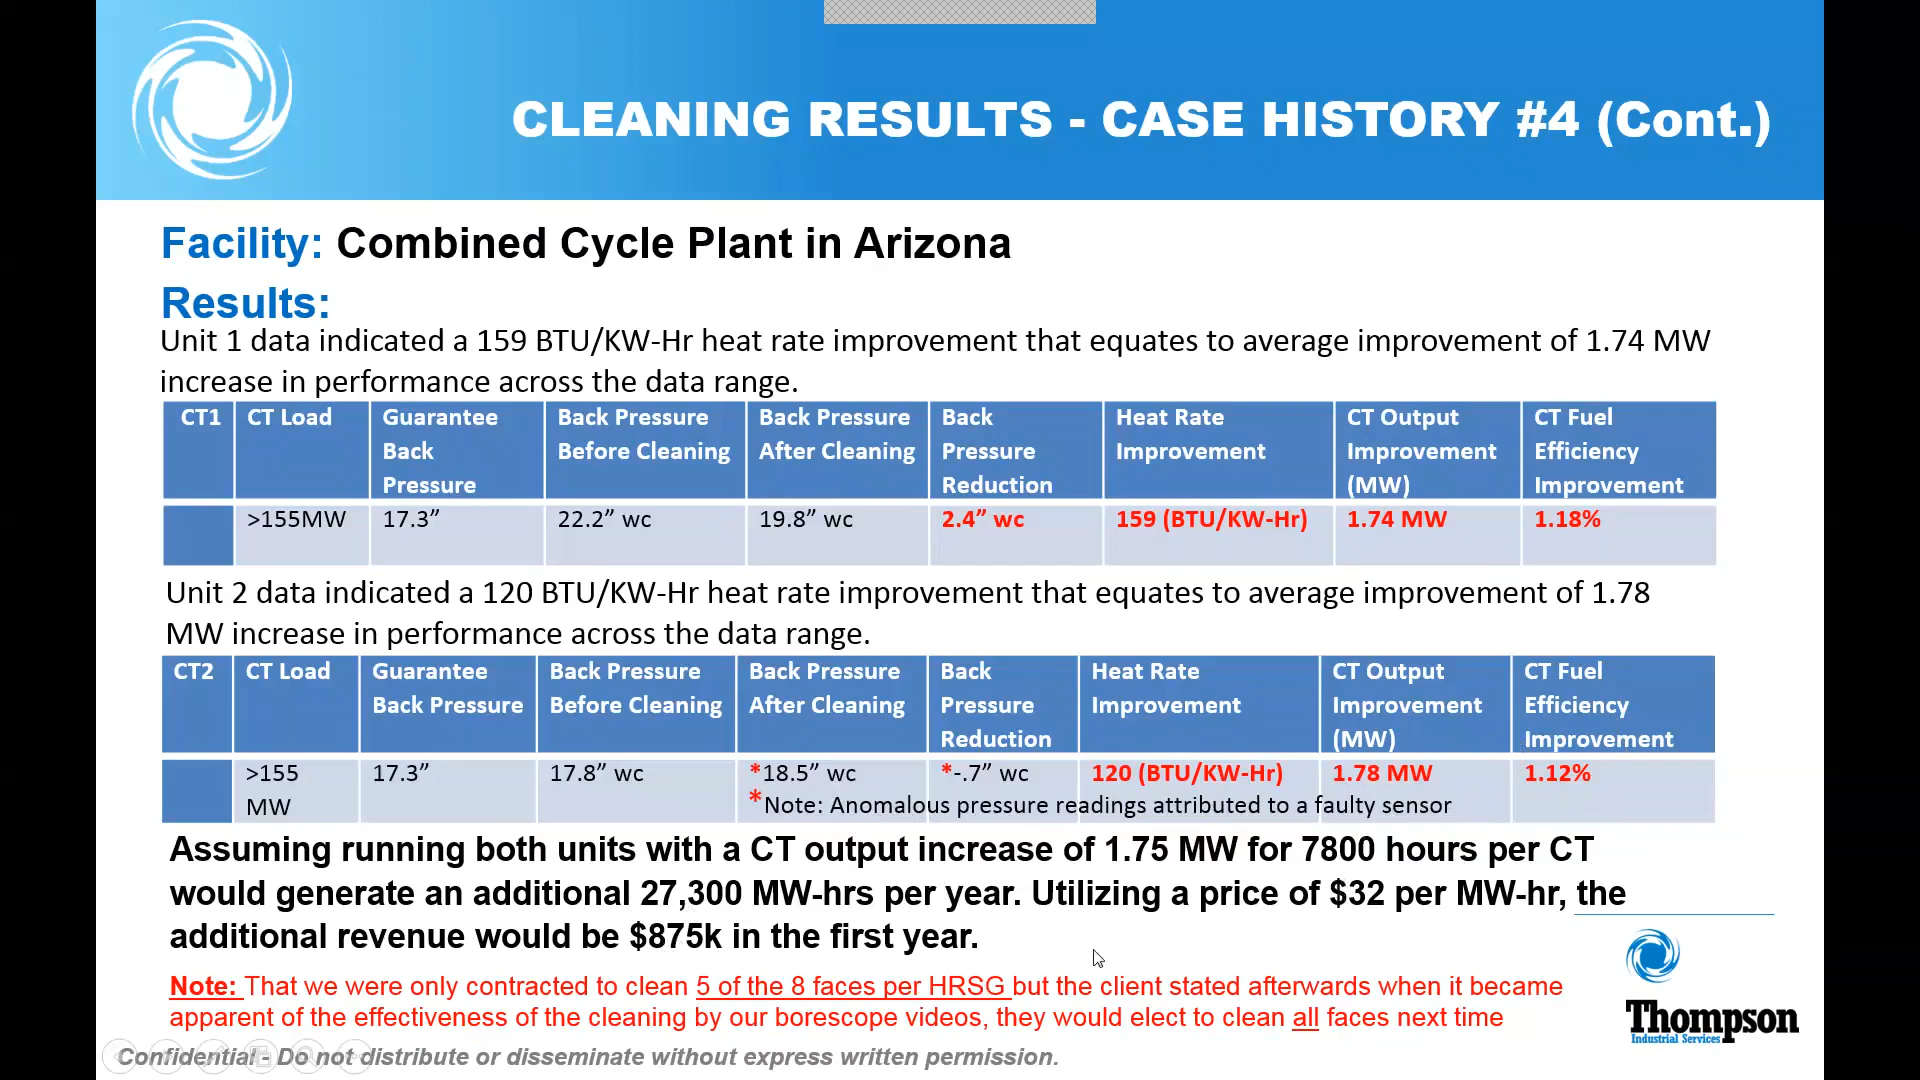 CLEANING RESULTS - CASE HISTORY #4 (Cont.)
Facility: Combined Cycle Plant in Arizona
Results:
Unit 1 data indicated a 159 BTU/KW-Hr heat rate improvement that equates to average improvement of 1.74 MW
increase in performance across the data range.
CT1 CT Load Guarantee Back Pressure Back Pressure Back Heat Rate CT Output CT Fuel
Back Before Cleaning After Cleaning Pressure Improvement Improvement Efficiency
Pressure Reduction (MW) Improvement
>155MW 17.3” 22.2” wc 19.8” wc 2.4” wc 159 (BTU/KW-Hr) 1.74 MW 1.18%
Unit 2 data indicated a 120 BTU/KW-Hr heat rate improvement that equates to average improvement of 1.78
MW increase in performance across the data range.
CT2 CT Load Guarantee Back Pressure Back Pressure Back Heat Rate CT Output CT Fuel
Back Pressure Before Cleaning After Cleaning Pressure Improvement Improvement Efficiency
Reduction (MW) Improvement
>155 17.3” 17.8” wc *18.5” wc *-.7” wc 120 (BTU/KW-Hr) 1.78 MW 1.12%
MW *Note: Anomalous pressure readings attributed to a faulty sensor
Assuming running both units with a CT output increase of 1.75 MW for 7800 hours per CT
would generate an additional 27,300 MW-hrs per year. Utilizing a price of $32 per MW-hr, the
additional revenue would be $875k in the first year.
Note: That we were only contracted to clean 5 of the 8 faces per HRSG but the client stated afterwards when it became
apparent of the effectiveness of the cleaning by our borescope videos, they would elect to clean all faces next time
Thompson
Industrial Services
Confidential - Do not distribute or disseminate without express written permission.